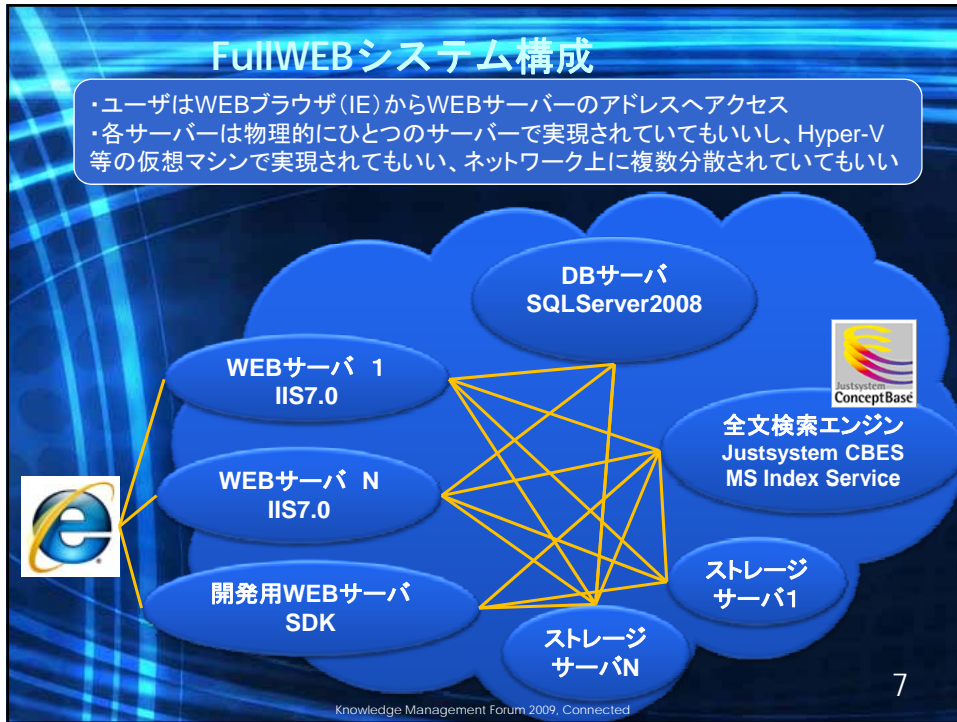 FullWEBシステム構成
・ユーザはWEBブラウザ(IE)からWEBサーバーのアドレスへアクセス
・各サーバーは物理的にひとつのサーバーで実現されていてもいいし、Hyper-V
等の仮想マシンで実現されてもいい、ネットワーク上に複数分散されていてもいい
DBサーバ
SQLServer2008
WEBサーバ 1
IIS7.0
Justsystem
ConceptBase
全文検索エンジン
Justsystem CBES
MS Index Service
WEBサーバ N
IIS7.0
開発用WEBサーバ
SDK
ストレージ
サーバ1
ストレージ
サーバN
7
Knowledge Management Forum 2009, Connected